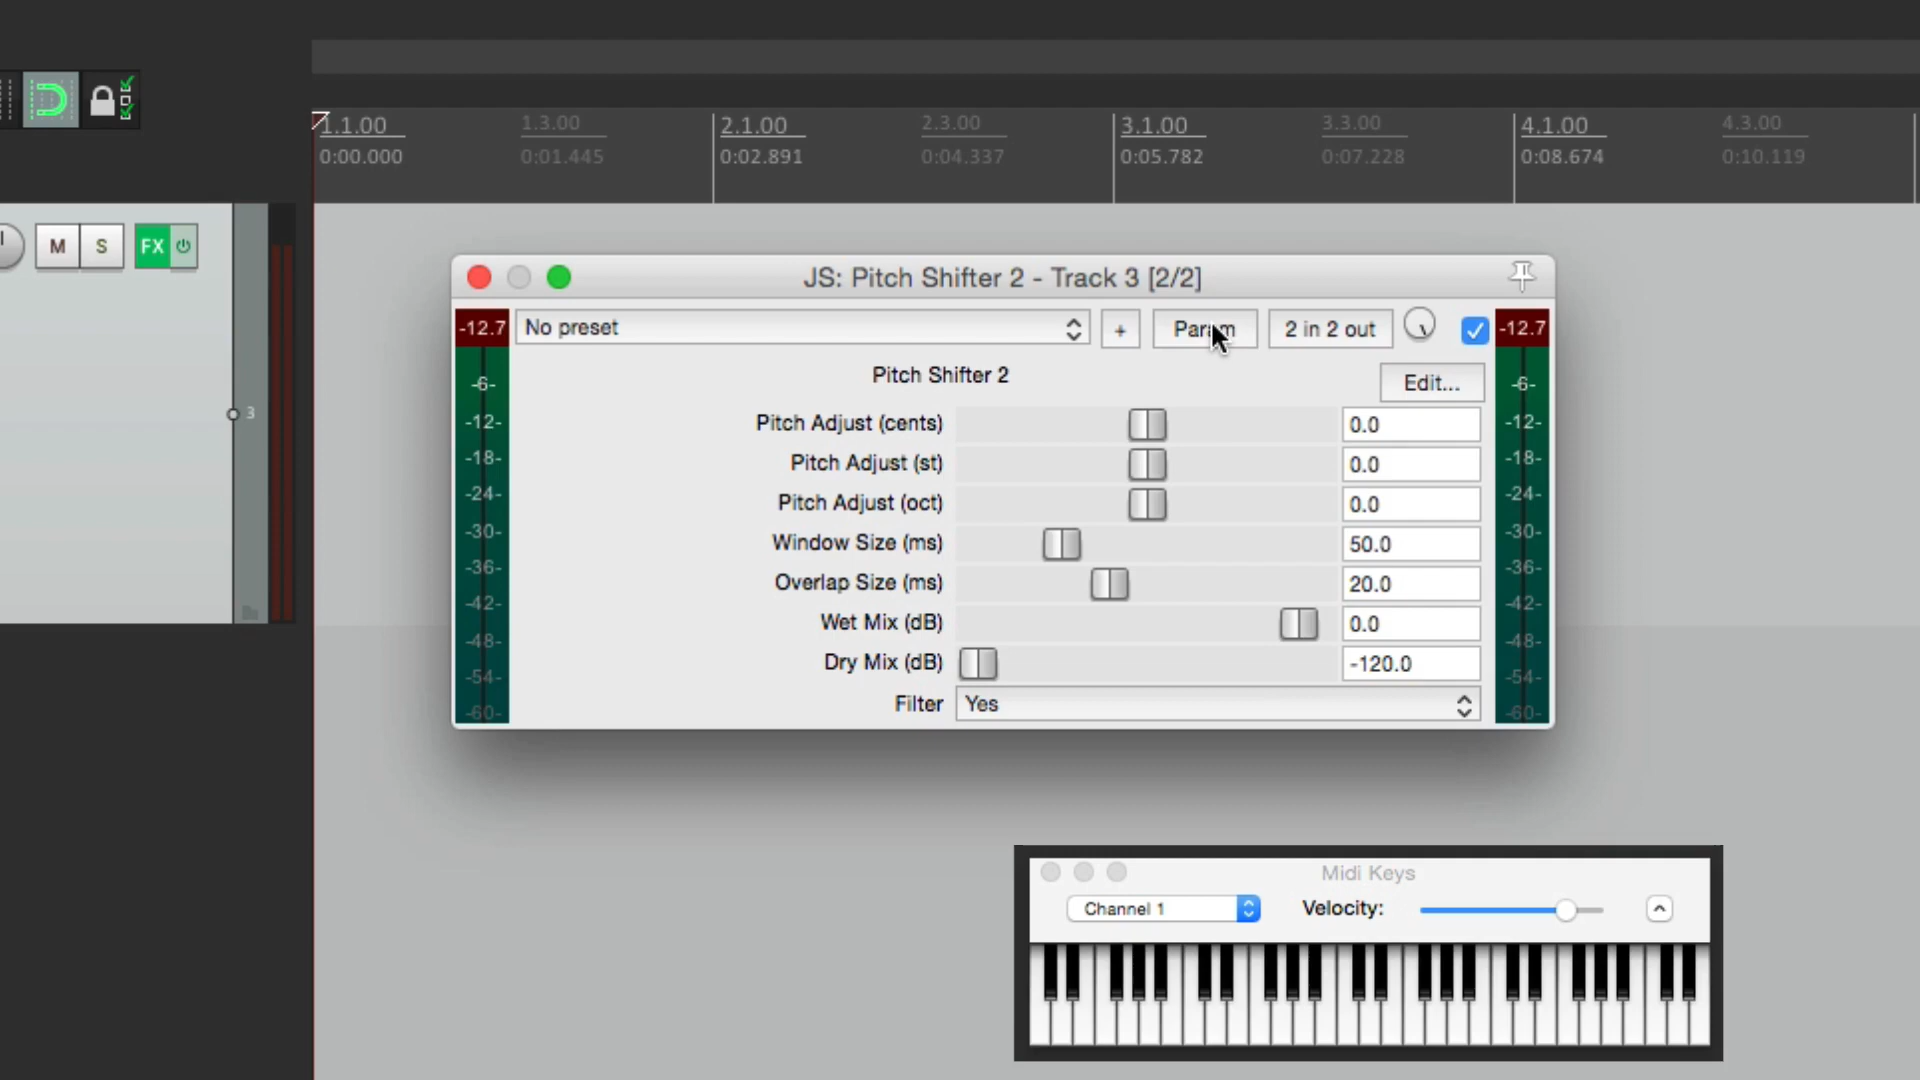 1.1.00 1.3.00 2.1.00 2.3.00 3.1.00 3.3.00 4.1.00 4.3.00
0:00.000 0:01.445 0:02.891 0:04.337 0:05.782 0:07.228 0:08.674 0:10.119
M S FX
JS: Pitch Shifter 2 - Track 3 [2/2]
-12.7 No preset + Param 2 in 2 out -12.7
Pitch Shifter 2
Edit...
-6- -6-
Pitch Adjust (cents) 0.0
-12- -12-
3
Pitch Adjust (st) 0.0
-18- -18-
-24- -24-
Pitch Adjust (oct) 0.0
-30- -30-
Window Size (ms) 50.0
-36- -36-
Overlap Size (ms) 20.0
-42- -42-
Wet Mix (dB) 0.0
-48- -48-
Dry Mix (dB) -120.0
-54- -54-
Filter Yes
-60- -60-
Midi Keys
Channel 1 Velocity: